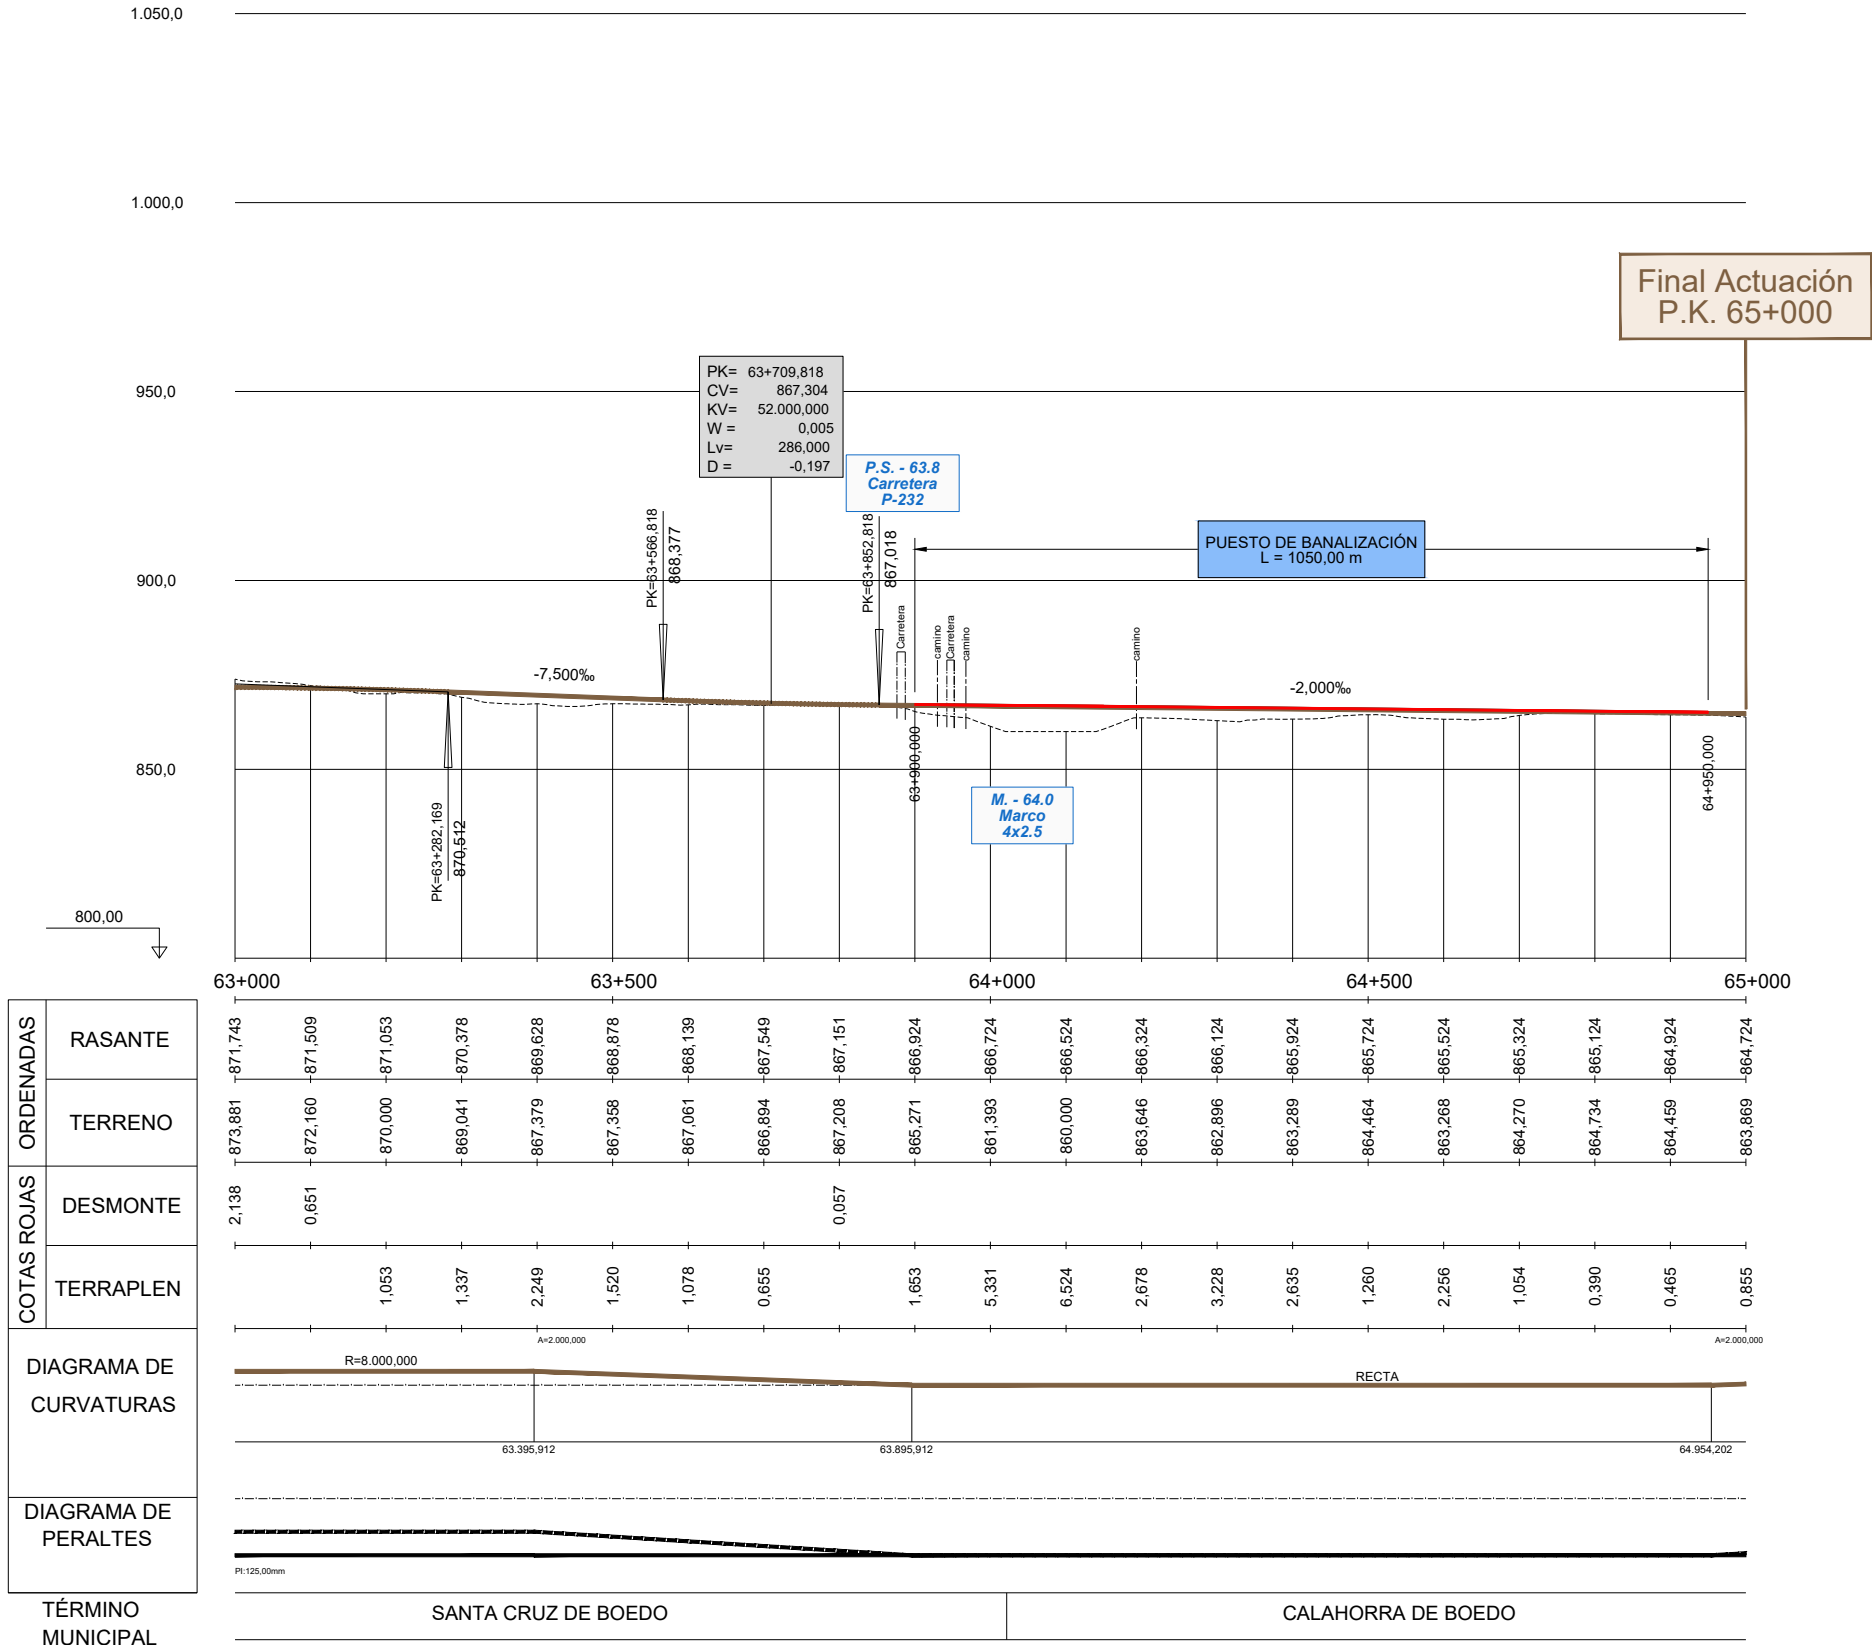 1.050,0
1.000,0
Final Actuación
P.K. 65+000
950,0
PK= 63+709,818
CV= 867,304
KV= 52.000,000
W = 0,005
Lv= 286,000
D = -0,197
P.S. - 63.8
Carretera
P-232
PK=63+566,818
868,377
PK=63+852,818
867,018
PUESTO DE BANALIZACIÓN
L = 1050,00 m
900,0
Carretera
camino
Carretera
camino
camino
-7,500‰
-2,000‰
850,0
63+900,000
64+950,000
M. - 64.0
Marco
4x2.5
PK=63+282,169
870,512
800,00
63+000 63+500 64+000 64+500 65+000
ORDENADAS
RASANTE
871,743 871,509 871,053 870,378 869,628 868,878 868,139 867,549 867,151 866,924 866,724 866,524 866,324 866,124 865,924 865,724 865,524 865,324 865,124 864,924 864,724
TERRENO
873,881 872,160 870,000 869,041 867,379 867,358 867,061 866,894 867,208 865,271 861,393 860,000 863,646 862,896 863,289 864,464 863,268 864,270 864,734 864,459 863,869
COTAS ROJAS
DESMONTE
2,138 0,651 0,057
TERRAPLEN
1,053 1,337 2,249 1,520 1,078 0,655 1,653 5,331 6,524 2,678 3,228 2,635 1,260 2,256 1,054 0,390 0,465 0,855
DIAGRAMA DE
CURVATURAS
A=2.000,000 A=2.000,000
R=8.000,000
RECTA
63.395,912 63.895,912 64.954,202
DIAGRAMA DE
PERALTES
PI:125,00mm
TÉRMINO
MUNICIPAL
SANTA CRUZ DE BOEDO CALAHORRA DE BOEDO